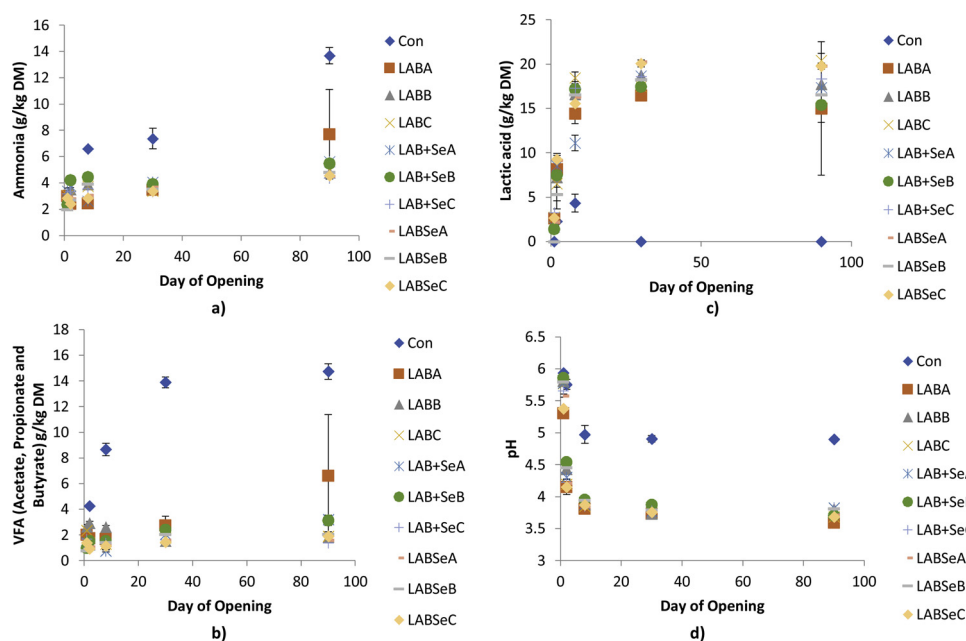 Ammonia (g/kg DM)
16
14
12
10
8
6
4
2
0
0 20 40 60 80 100
Day of Opening
a)
Con
LABA
LABB
LABC
LAB+SeA
LAB+SeB
LAB+SeC
LABSeA
LABSeB
LABSeC
Lactic acid (g/kg DM)
25
20
15
10
5
0
0 50 100
Day of Opening
c)
Con
LABA
LABB
LABC
LAB+SeA
LAB+SeB
LAB+SeC
LABSeA
LABSeB
LABSeC
VFA (Acetate, Propionate and
Butyrate) g/kg DM
18
16
14
12
10
8
6
4
2
0
0 20 40 60 80 100
Day of Opening
b)
Con
LABA
LABB
LABC
LAB+SeA
LAB+SeB
LAB+SeC
LABSeA
LABSeB
LABSeC
pH
6.5
6
5.5
5
4.5
4
3.5
3
0 20 40 60 80 100
Day of Opening
d)
Con
LABA
LABB
LABC
LAB+Se
LAB+Se
LAB+Se
LABSeA
LABSeB
LABSeC